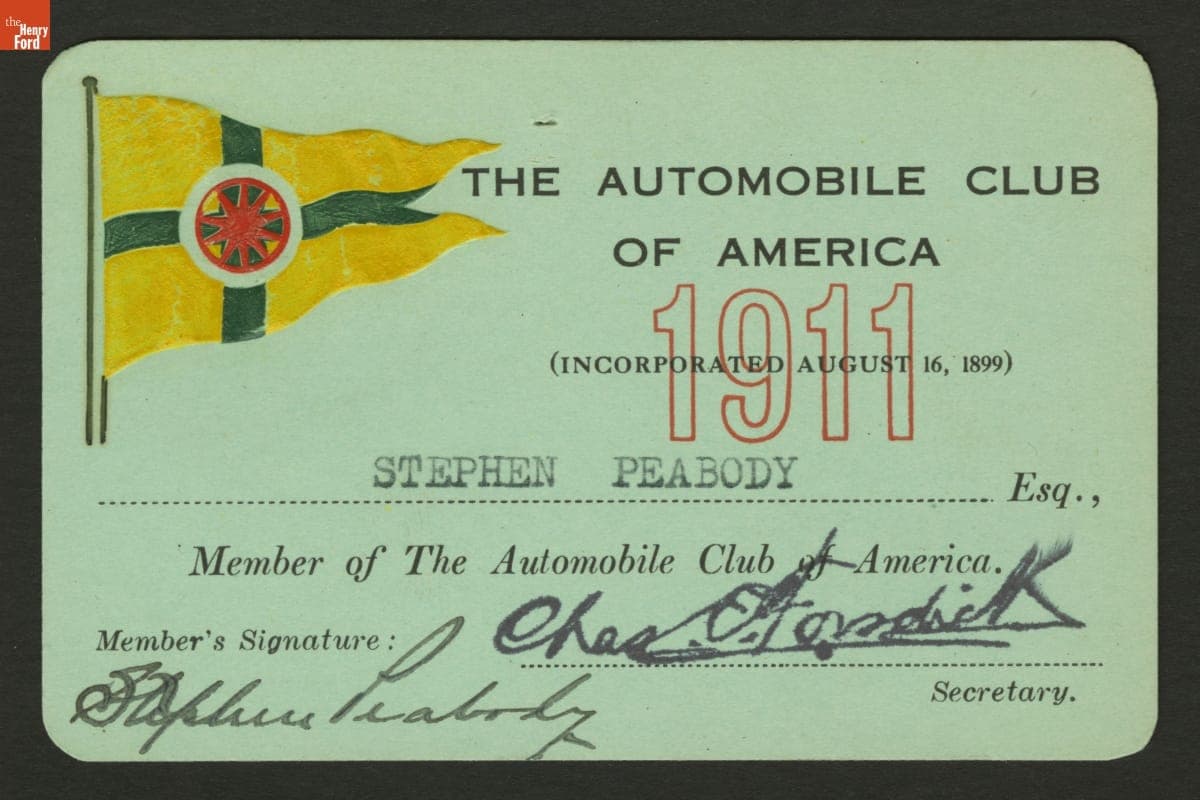 the
Henry
Ford
THE AUTOMOBILE CLUB
OF AMERICA
1911
(INCORPORATED AUGUST 16, 1899)
STEPHEN PEABODY Esq.,
Member of The Automobile Club of America.
Chas. E. Forsdick
Member's Signature:
Stephen Peabody
Secretary.